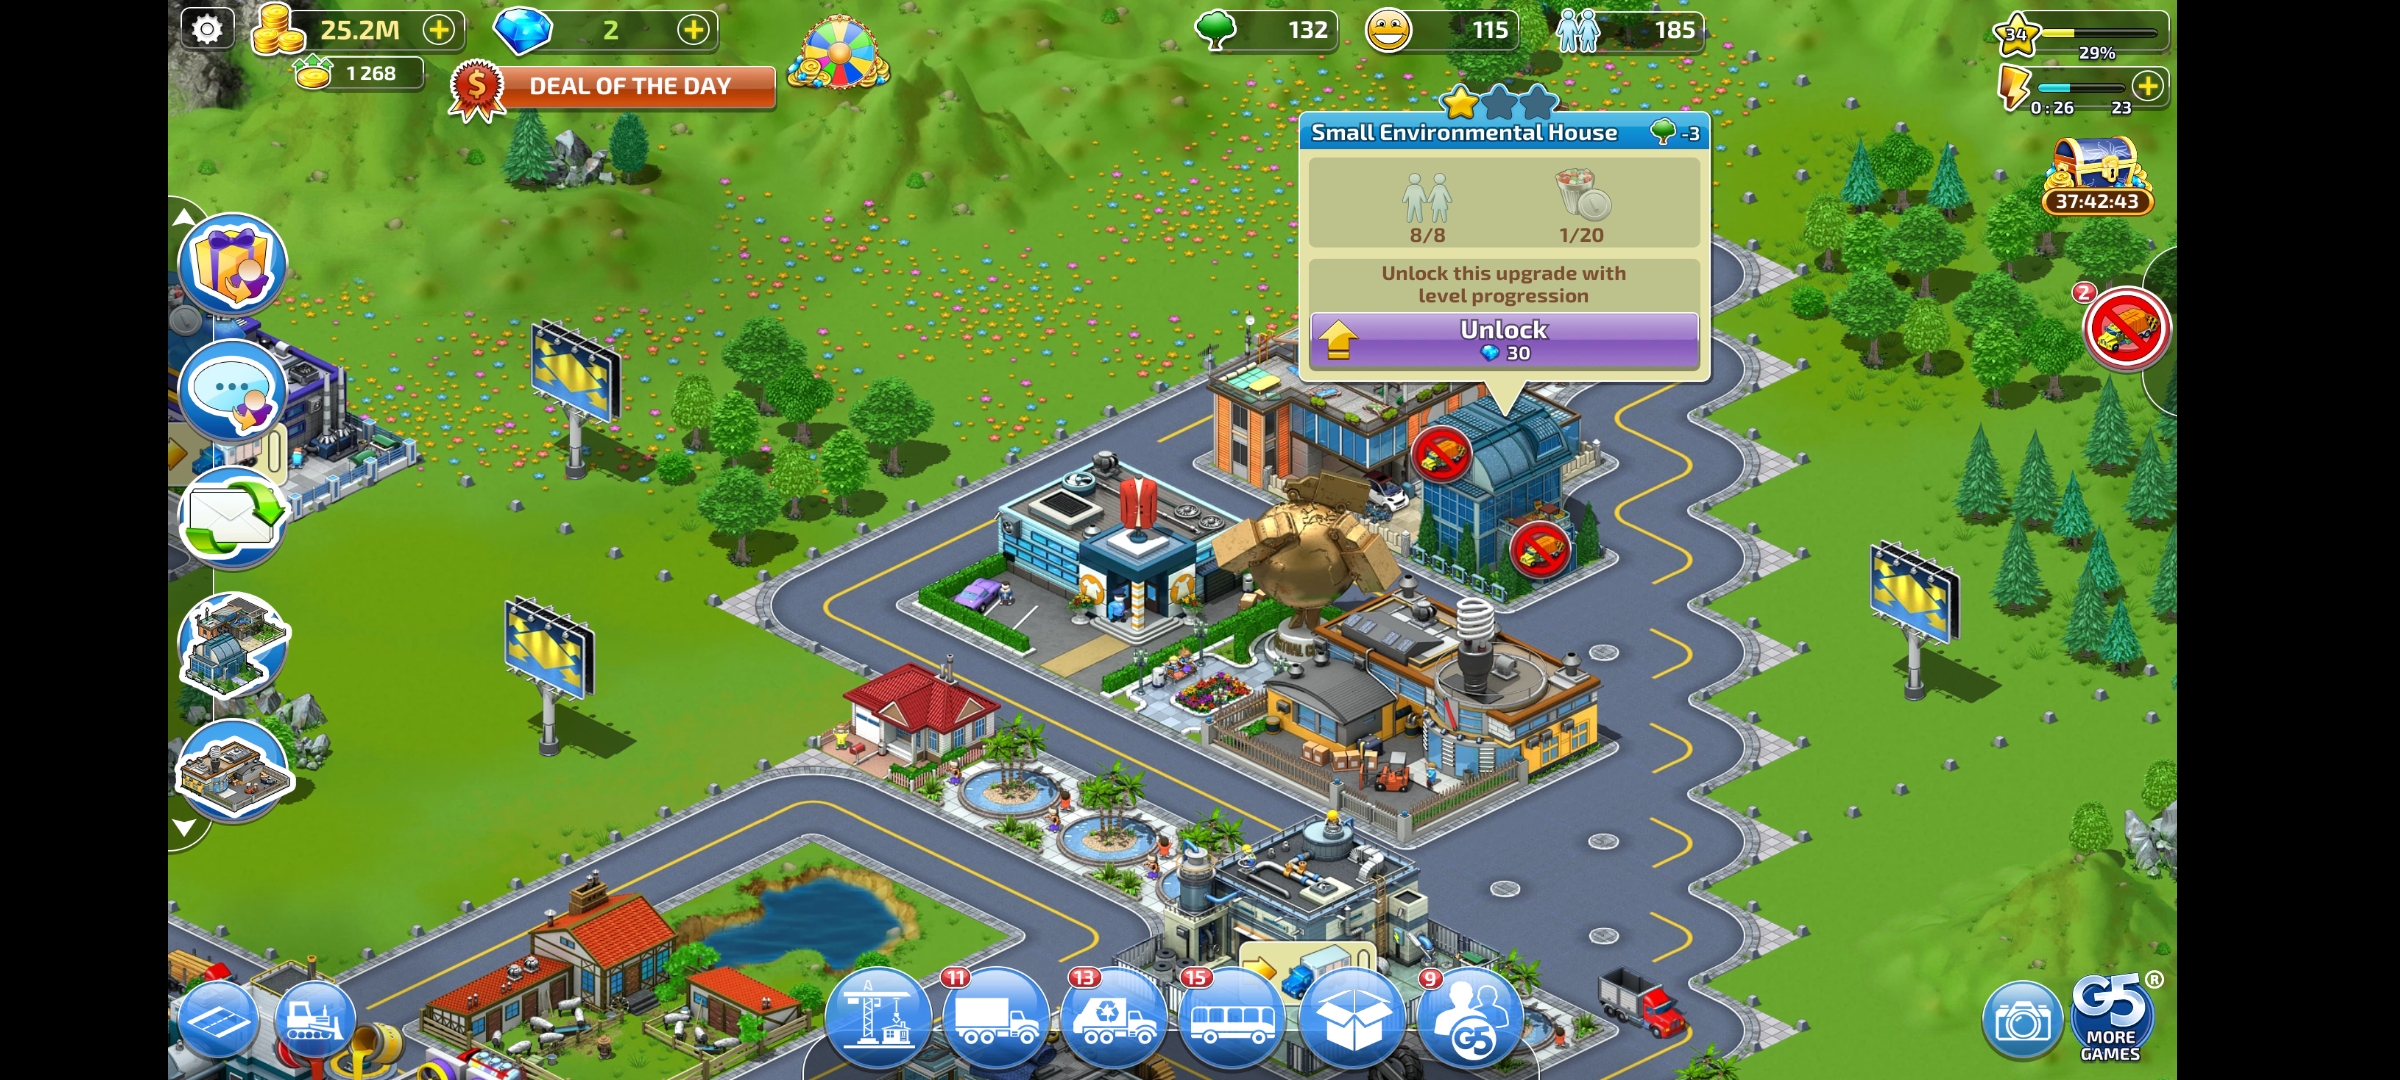 25.2M
2
132
115
185
34
29%
1 268
DEAL OF THE DAY
0 : 26
23
Small Environmental House
-3
8/8
1/20
Unlock this upgrade with
level progression
Unlock
30
37:42:43
2
11
13
15
9
G5
G5
®
MORE
GAMES